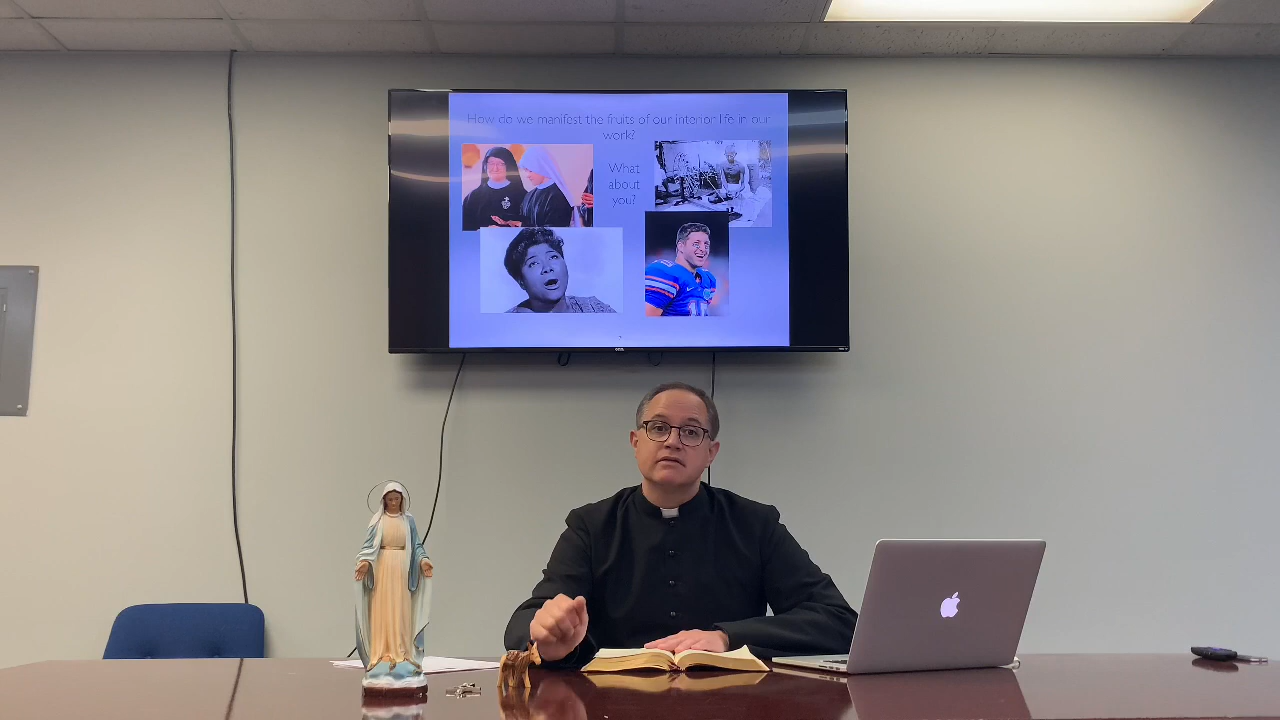 How do we manifest the fruits of our interior life in our
work?
What
about
you?